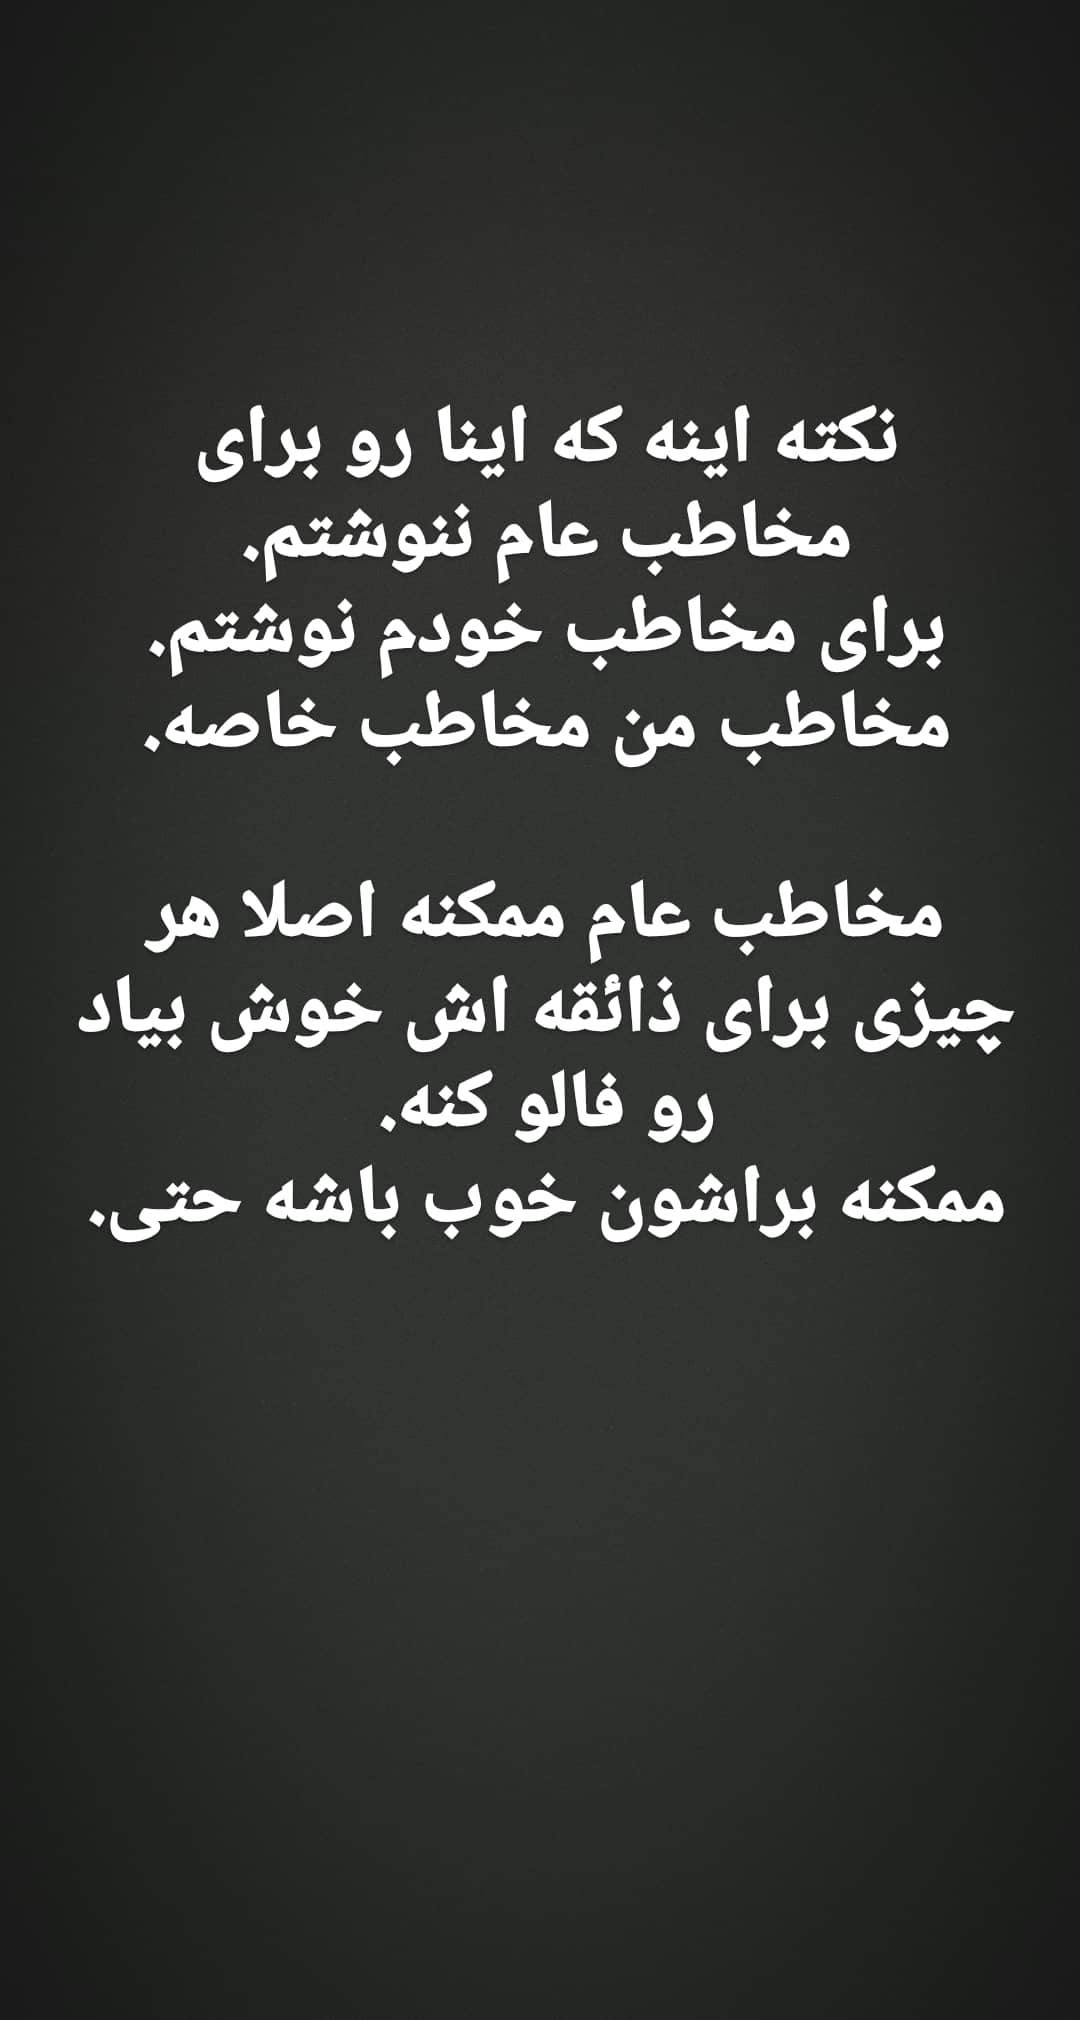 نکته اینه که اینا رو برای
مخاطب عام ننوشتم.
برای مخاطب خودم نوشتم.
مخاطب من مخاطب خاصه.
مخاطب عام ممکنه اصلا هر
چیزی برای ذائقه اش خوش بیاد
رو فالو کنه.
ممکنه براشون خوب باشه حتی.